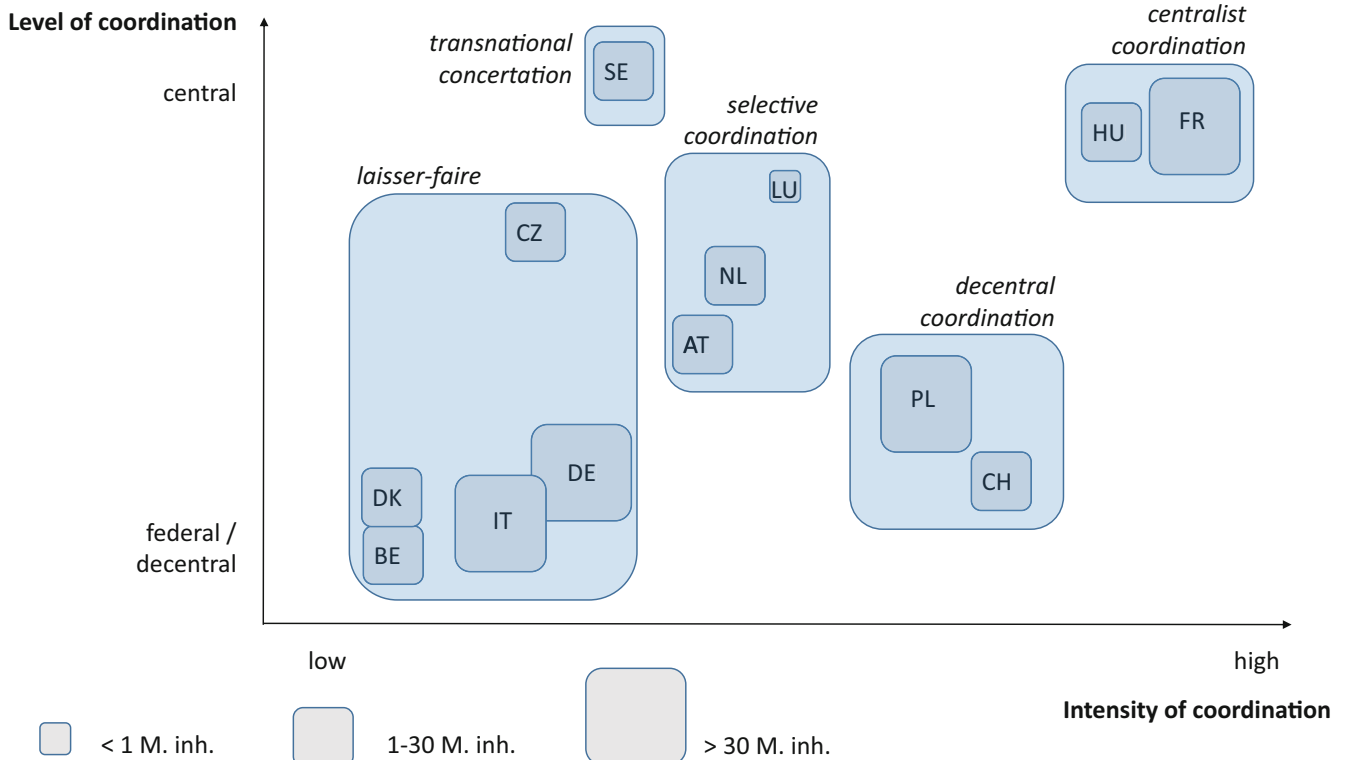 Level of coordination
central
federal /
decentral
transnational
concertation
SE
selective
coordination
LU
NL
AT
centralist
coordination
HU
FR
laisser-faire
CZ
DE
DK
IT
BE
decentral
coordination
PL
CH
low
high
Intensity of coordination
< 1 M. inh.
1-30 M. inh.
> 30 M. inh.